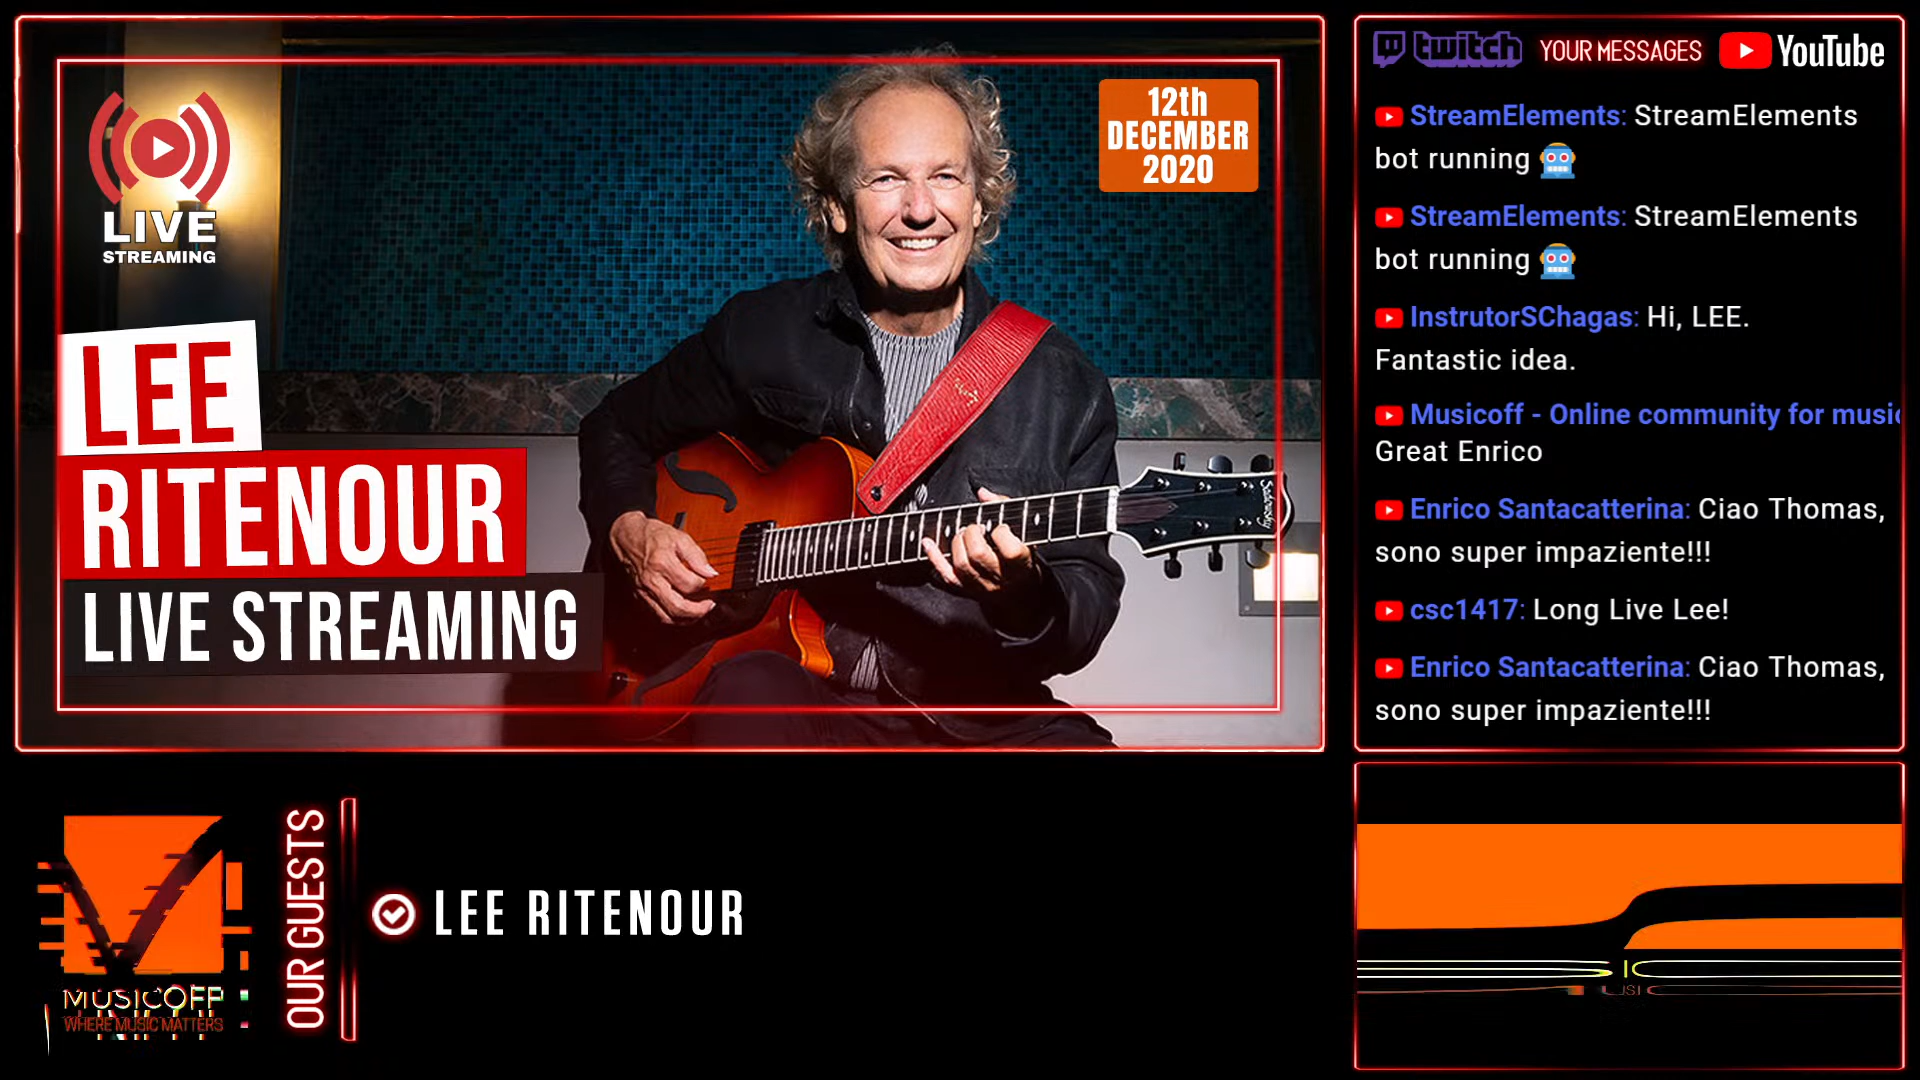 LIVE
STREAMING
12th
DECEMBER
2020
LEE
RITENOUR
LIVE STREAMING
Sadowsky
twitch YOUR MESSAGES YouTube
StreamElements: StreamElements
bot running
StreamElements: StreamElements
bot running
InstrutorSChagas: Hi, LEE.
Fantastic idea.
Musicoff - Online community for music
Great Enrico
Enrico Santacatterina: Ciao Thomas,
sono super impaziente!!!
csc1417: Long Live Lee!
Enrico Santacatterina: Ciao Thomas,
sono super impaziente!!!
MUSICOFF
WHERE MUSIC MATTERS
OUR GUESTS
LEE RITENOUR